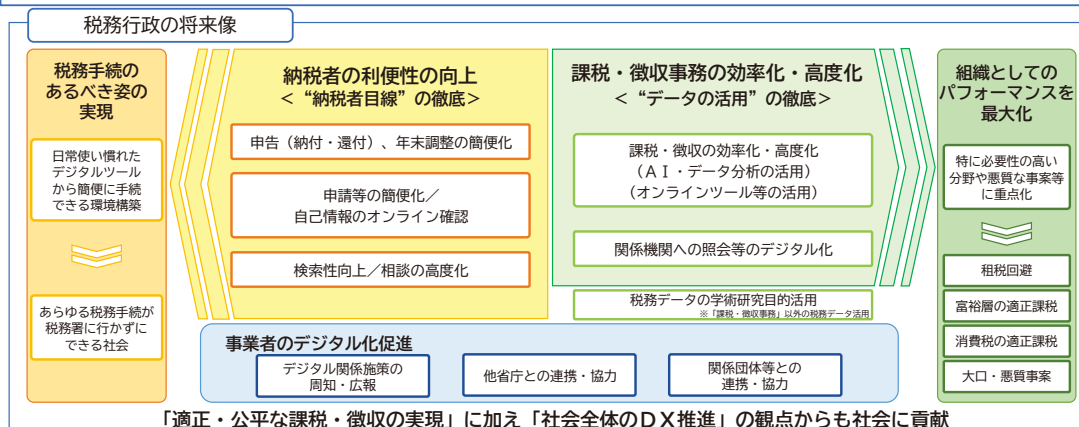 税務行政の将来像
税務手続の
あるべき姿の
実現
日常使い慣れた
デジタルツール
から簡便に手続
できる環境構築
あらゆる税務手続が
税務署に行かずに
できる社会
納税者の利便性の向上
＜“納税者目線”の徹底＞
申告（納付・還付）、年末調整の簡便化
申請等の簡便化／
自己情報のオンライン確認
検索性向上／相談の高度化
課税・徴収事務の効率化・高度化
＜“データの活用”の徹底＞
課税・徴収の効率化・高度化
（ＡＩ・データ分析の活用）
（オンラインツール等の活用）
関係機関への照会等のデジタル化
税務データの学術研究目的活用
※「課税・徴収事務」以外の税務データ活用
組織としての
パフォーマンスを
最大化
特に必要性の高い
分野や悪質な事案等
に重点化
租税回避
富裕層の適正課税
消費税の適正課税
大口・悪質事案
事業者のデジタル化促進
デジタル関係施策の
周知・広報
他省庁との連携・協力
関係団体等との
連携・協力
「適正・公平な課税・徴収の実現」に加え「社会全体のＤＸ推進」の観点からも社会に貢献